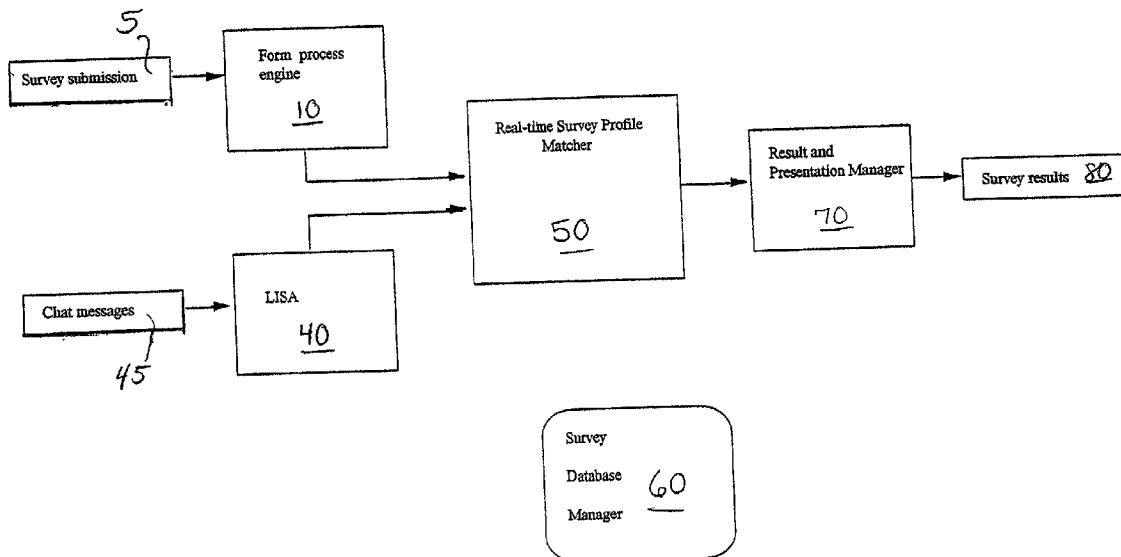 5
Survey submission
Form process
engine
10
Real-time Survey Profile
Matcher
50
Result and
Presentation Manager
70
Survey results 80
Chat messages
45
LISA
40
Survey
Database
Manager
60